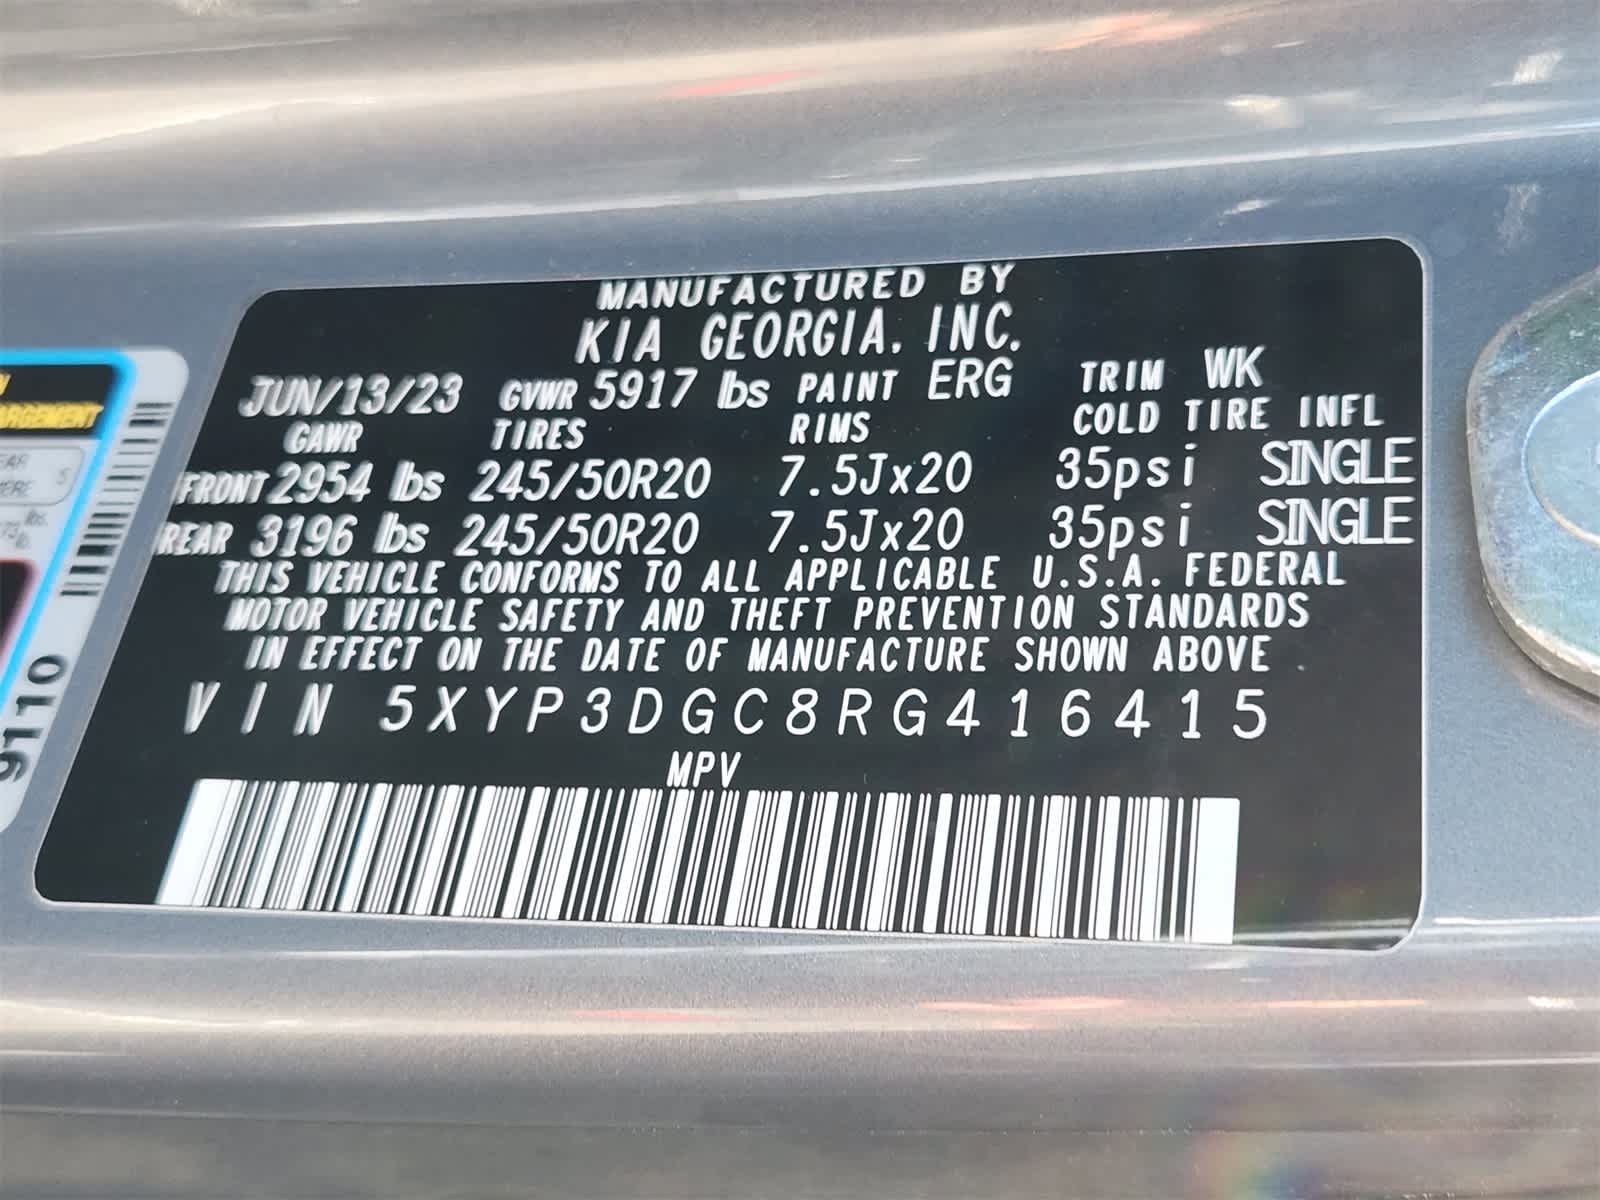 MANUFACTURED BY
KIA GEORGIA. INC.
JUN/13/23 GVWR 5917 lbs PAINT ERG TRIM WK
GAWR TIRES RIMS COLD TIRE INFL
FRONT 2954 lbs 245/50R20 7.5Jx20 35psi SINGLE
REAR 3196 lbs 245/50R20 7.5Jx20 35psi SINGLE
THIS VEHICLE CONFORMS TO ALL APPLICABLE U.S.A. FEDERAL
MOTOR VEHICLE SAFETY AND THEFT PREVENTION STANDARDS
IN EFFECT ON THE DATE OF MANUFACTURE SHOWN ABOVE
VIN 5XYP3DGC8RG416415
MPV
5
lbs.
9110